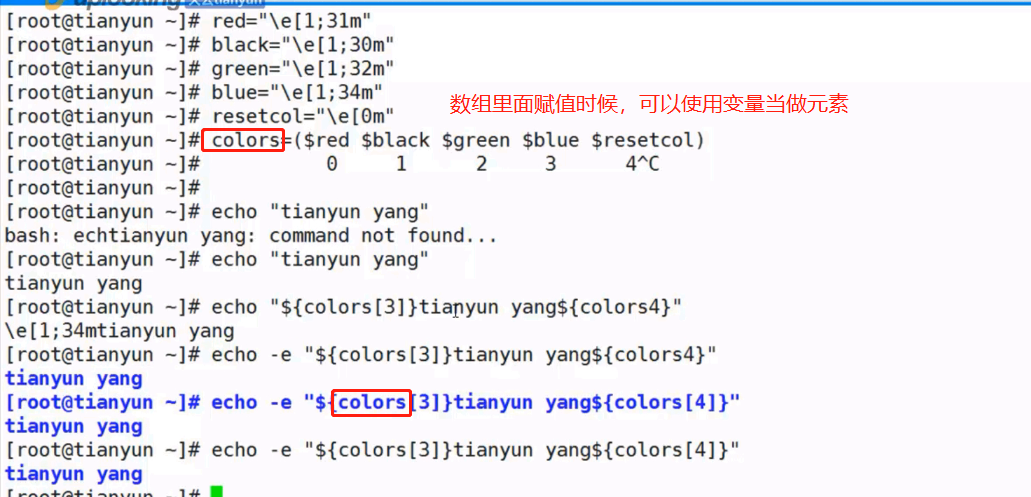 [root@tianyun ~]# red="\e[1;31m"
[root@tianyun ~]# black="\e[1;30m"
[root@tianyun ~]# green="\e[1;32m"
[root@tianyun ~]# blue="\e[1;34m"
数组里面赋值时候，可以使用变量当做元素
[root@tianyun ~]# resetcol="\e[0m"
[root@tianyun ~]# colors=($red $black $green $blue $resetcol)
[root@tianyun ~]# 0 1 2 3 4^C
[root@tianyun ~]#
[root@tianyun ~]# echo "tianyun yang"
bash: echtianyun yang: command not found...
[root@tianyun ~]# echo "tianyun yang"
tianyun yang
[root@tianyun ~]# echo "${colors[3]}tianyun yang${colors4}"
\e[1;34mtianyun yang
[root@tianyun ~]# echo -e "${colors[3]}tianyun yang${colors4}"
tianyun yang
[root@tianyun ~]# echo -e "${colors[3]}tianyun yang${colors[4]}"
tianyun yang
[root@tianyun ~]# echo -e "${colors[3]}tianyun yang${colors[4]}"
tianyun yang
[root@tianyun ~]#